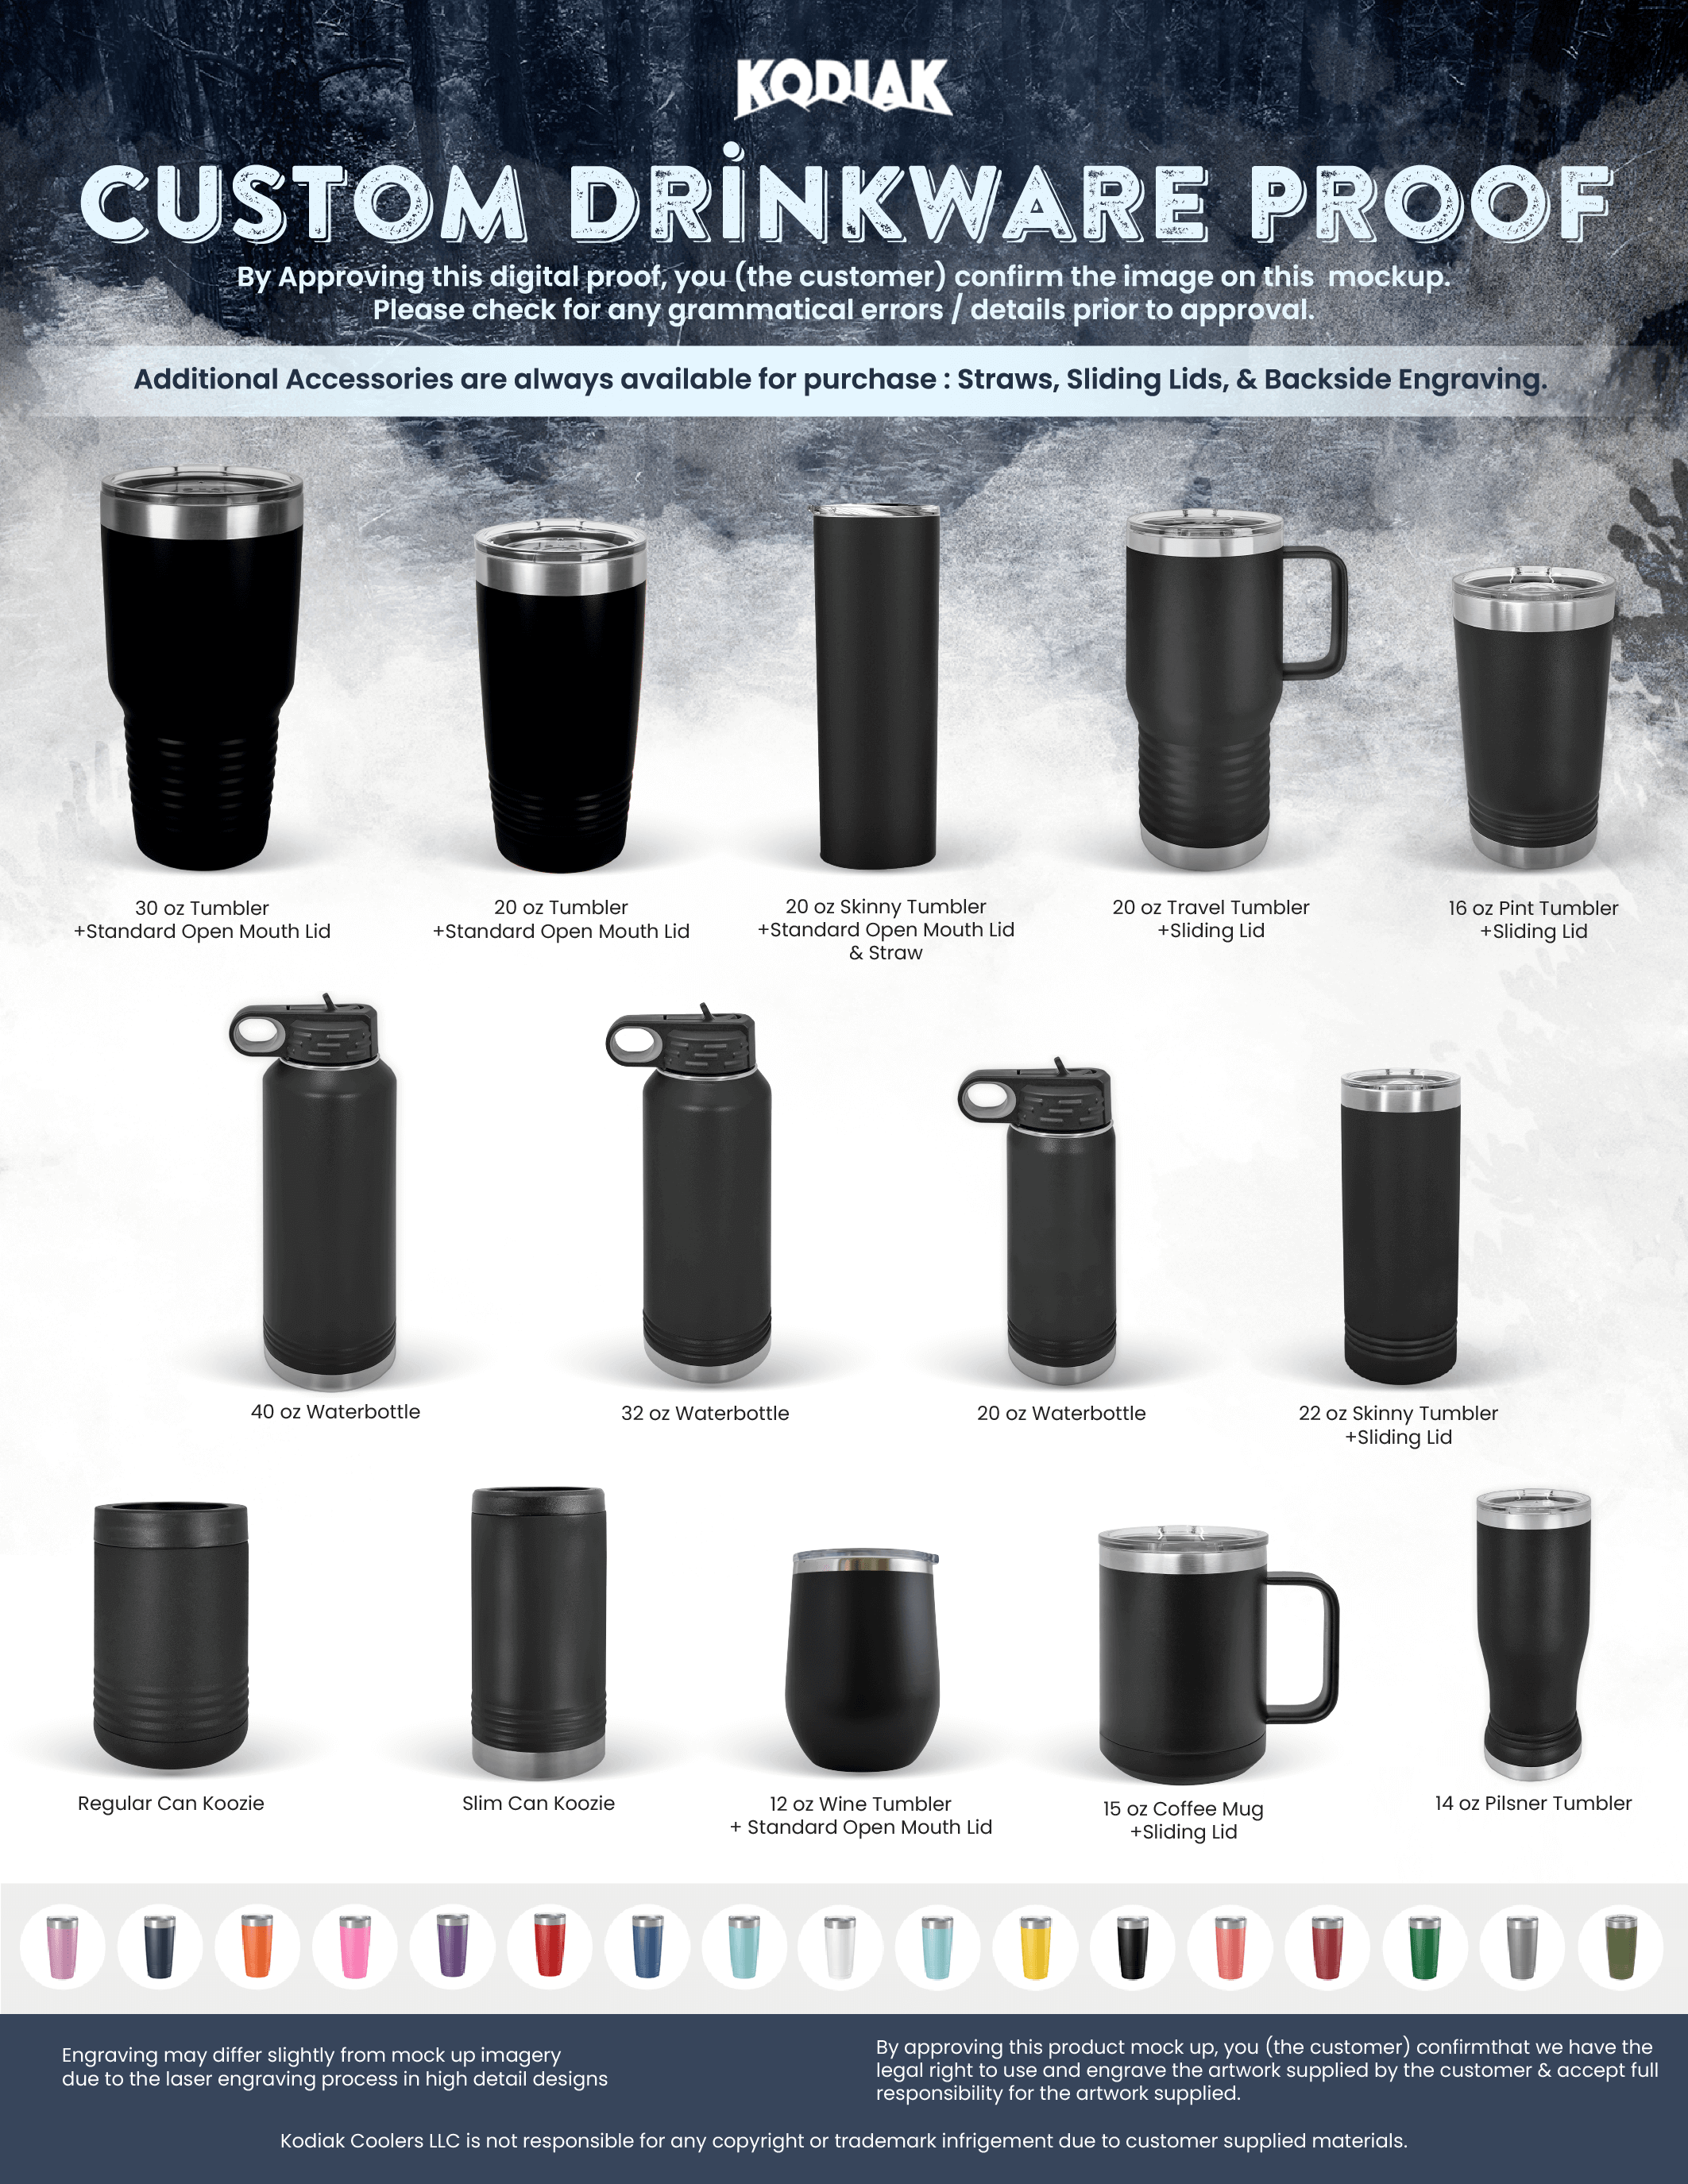 KODIAK
CUSTOM DRINKWARE PROOF
By Approving this digital proof, you (the customer) confirm the image on this mockup.
Please check for any grammatical errors / details prior to approval.
Additional Accessories are always available for purchase : Straws, Sliding Lids, & Backside Engraving.
30 oz Tumbler
+Standard Open Mouth Lid
20 oz Tumbler
+Standard Open Mouth Lid
20 oz Skinny Tumbler
+Standard Open Mouth Lid
& Straw
20 oz Travel Tumbler
+Sliding Lid
16 oz Pint Tumbler
+Sliding Lid
40 oz Waterbottle
32 oz Waterbottle
20 oz Waterbottle
22 oz Skinny Tumbler
+Sliding Lid
Regular Can Koozie
Slim Can Koozie
12 oz Wine Tumbler
+ Standard Open Mouth Lid
15 oz Coffee Mug
+Sliding Lid
14 oz Pilsner Tumbler
Engraving may differ slightly from mock up imagery
due to the laser engraving process in high detail designs
By approving this product mock up, you (the customer) confirmthat we have the
legal right to use and engrave the artwork supplied by the customer & accept full
responsibility for the artwork supplied.
Kodiak Coolers LLC is not responsible for any copyright or trademark infrigement due to customer supplied materials.